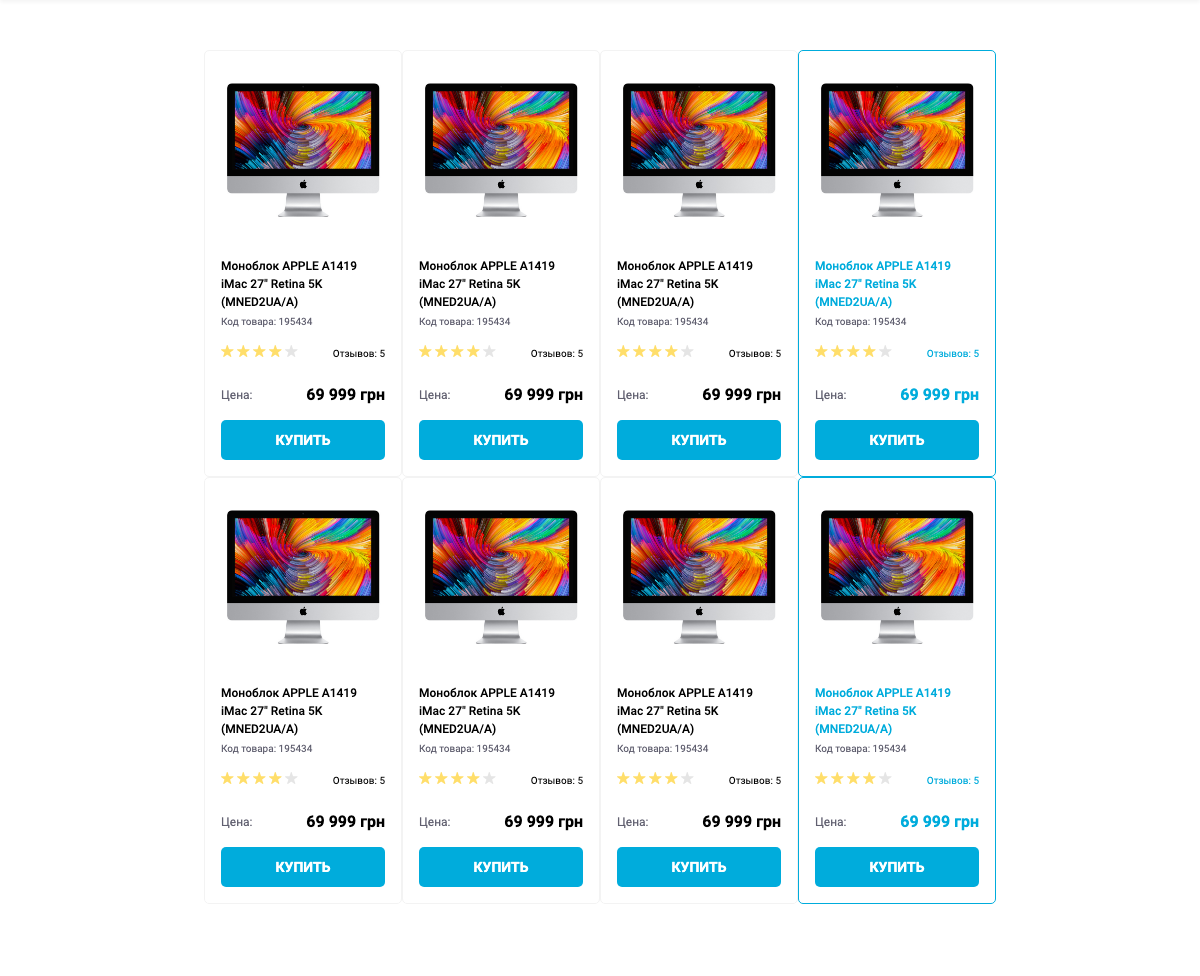 Моноблок APPLE A1419
iMac 27" Retina 5K
(MNED2UA/A)
Код товара: 195434
Отзывов: 5
Цена: 69 999 грн
КУПИТЬ
Моноблок APPLE A1419
iMac 27" Retina 5K
(MNED2UA/A)
Код товара: 195434
Отзывов: 5
Цена: 69 999 грн
КУПИТЬ
Моноблок APPLE A1419
iMac 27" Retina 5K
(MNED2UA/A)
Код товара: 195434
Отзывов: 5
Цена: 69 999 грн
КУПИТЬ
Моноблок APPLE A1419
iMac 27" Retina 5K
(MNED2UA/A)
Код товара: 195434
Отзывов: 5
Цена: 69 999 грн
КУПИТЬ
Моноблок APPLE A1419
iMac 27" Retina 5K
(MNED2UA/A)
Код товара: 195434
Отзывов: 5
Цена: 69 999 грн
КУПИТЬ
Моноблок APPLE A1419
iMac 27" Retina 5K
(MNED2UA/A)
Код товара: 195434
Отзывов: 5
Цена: 69 999 грн
КУПИТЬ
Моноблок APPLE A1419
iMac 27" Retina 5K
(MNED2UA/A)
Код товара: 195434
Отзывов: 5
Цена: 69 999 грн
КУПИТЬ
Моноблок APPLE A1419
iMac 27" Retina 5K
(MNED2UA/A)
Код товара: 195434
Отзывов: 5
Цена: 69 999 грн
КУПИТЬ